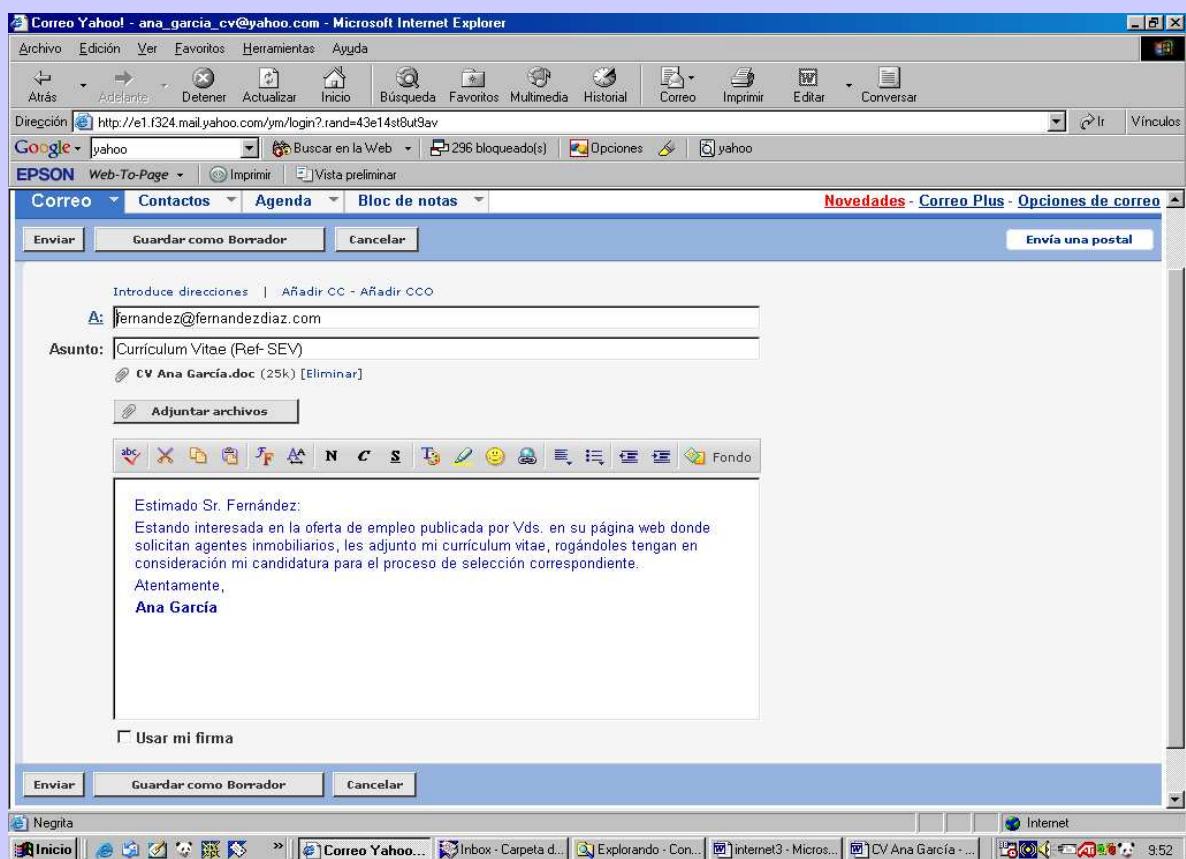 Correo Yahoo! - ana_garcia_cv@yahoo.com - Microsoft Internet Explorer
Archivo Edición Ver Favoritos Herramientas Ayuda
Atrás Adelante Detener Actualizar Inicio Búsqueda Favoritos Multimedia Historial Correo Imprimir Editar Conversar
Dirección http://e1.f324.mail.yahoo.com/ym/login?.rand=43e14st8ut9av Ir Vínculos
Google yahoo Buscar en la Web 296 bloqueado(s) Opciones yahoo
EPSON Web-To-Page Imprimir Vista preliminar
Correo Contactos Agenda Bloc de notas Novedades - Correo Plus - Opciones de correo
Enviar Guardar como Borrador Cancelar Envía una postal
Introduce direcciones | Añadir CC - Añadir CCO
A: fernandez@fernandezdiaz.com
Asunto: Currículum Vitae (Ref- SEV)
CV Ana García.doc (25k) [Eliminar]
Adjuntar archivos
abc N C S Fondo
Estimado Sr. Fernández:
Estando interesada en la oferta de empleo publicada por Vds. en su página web donde
solicitan agentes inmobiliarios, les adjunto mi currículum vitae, rogándoles tengan en
consideración mi candidatura para el proceso de selección correspondiente.
Atentamente,
Ana García
Usar mi firma
Enviar Guardar como Borrador Cancelar
Negrita Internet
Inicio » Correo Yahoo... Inbox - Carpeta d... Explorando - Con... internet3 - Micros... CV Ana García - ... 9:52